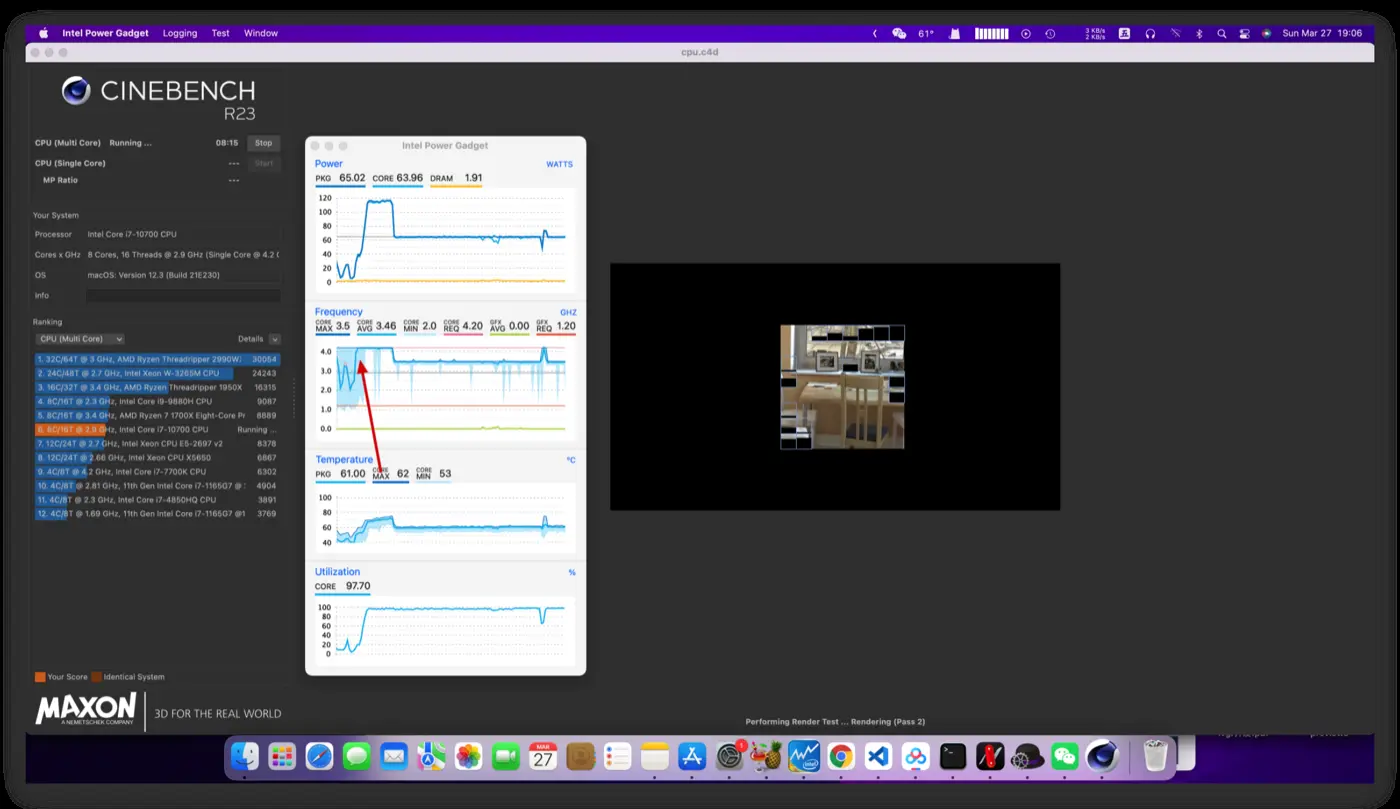 Intel Power Gadget Logging Test Window
61° 3 KB/s 2 KB/s Sun Mar 27 19:06
cpu.c4d
CINEBENCH
R23
CPU (Multi Core) Running ... 08:15 Stop
CPU (Single Core) --- Start
MP Ratio ---
Your System
Processor Intel Core i7-10700 CPU
Cores x GHz 8 Cores, 16 Threads @ 2.9 GHz (Single Core @ 4.2 (
OS macOS: Version 12.3 (Build 21E230)
Info
Ranking
CPU (Multi Core) Details
1. 32C/64T @ 3 GHz, AMD Ryzen Threadripper 2990W 30054
2. 24C/48T @ 2.7 GHz, Intel Xeon W-3265M CPU 24243
3. 16C/32T @ 3.4 GHz, AMD Ryzen Threadripper 1950X 16315
4. 8C/16T @ 2.3 GHz, Intel Core i9-9880H CPU 9087
5. 8C/16T @ 3.4 GHz, AMD Ryzen 7 1700X Eight-Core Pr 8889
6. 8C/16T @ 2.9 GHz, Intel Core i7-10700 CPU Running ...
7. 12C/24T @ 2.7 GHz, Intel Xeon CPU E5-2697 v2 8378
8. 12C/24T @ 2.66 GHz, Intel Xeon CPU X5650 6867
9. 4C/8T @ 4.2 GHz, Intel Core i7-7700K CPU 6302
10. 4C/8T @ 2.81 GHz, 11th Gen Intel Core i7-1165G7 @ 4904
11. 4C/8T @ 2.3 GHz, Intel Core i7-4850HQ CPU 3891
12. 4C/8T @ 1.69 GHz, 11th Gen Intel Core i7-1165G7 @1 3769
Your Score Identical System
MAXON
A NEMETSCHEK COMPANY
3D FOR THE REAL WORLD
Intel Power Gadget
Power WATTS
PKG 65.02 CORE 63.96 DRAM 1.91
120
100
80
60
40
20
0
Frequency GHZ
CORE MAX 3.5 CORE AVG 3.46 CORE MIN 2.0 CORE REQ 4.20 GFX AVG 0.00 GFX REQ 1.20
4.0
3.0
2.0
1.0
0.0
Temperature °C
PKG 61.00 CORE MAX 62 CORE MIN 53
100
80
60
40
Utilization %
CORE 97.70
100
80
60
40
20
0
Performing Render Test ... Rendering (Pass 2)
MAR
27
1
intel